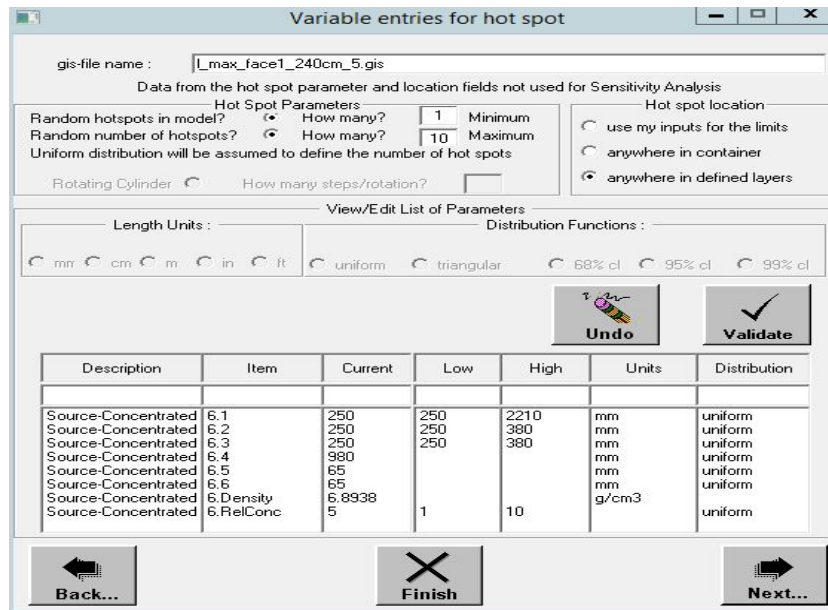 Variable entries for hot spot
gis-file name : l_max_face1_240cm_5.gis
Data from the hot spot parameter and location fields not used for Sensitivity Analysis
Hot Spot Parameters
Random hotspots in model? How many? 1 Minimum
Random number of hotspots? How many? 10 Maximum
Uniform distribution will be assumed to define the number of hot spots
Rotating Cylinder How many steps/rotation?
Hot spot location
use my inputs for the limits
anywhere in container
anywhere in defined layers
View/Edit List of Parameters
Length Units : Distribution Functions :
mm cm m in ft uniform triangular 68% cl 95% cl 99% cl
Undo Validate
Description Item Current Low High Units Distribution
Source-Concentrated 6.1 250 250 2210 mm uniform
Source-Concentrated 6.2 250 250 380 mm uniform
Source-Concentrated 6.3 250 250 380 mm uniform
Source-Concentrated 6.4 980 mm uniform
Source-Concentrated 6.5 65 mm uniform
Source-Concentrated 6.6 65 mm uniform
Source-Concentrated 6.Density 6.8938 g/cm3
Source-Concentrated 6.RelConc 5 1 10 uniform
Back... Finish Next...